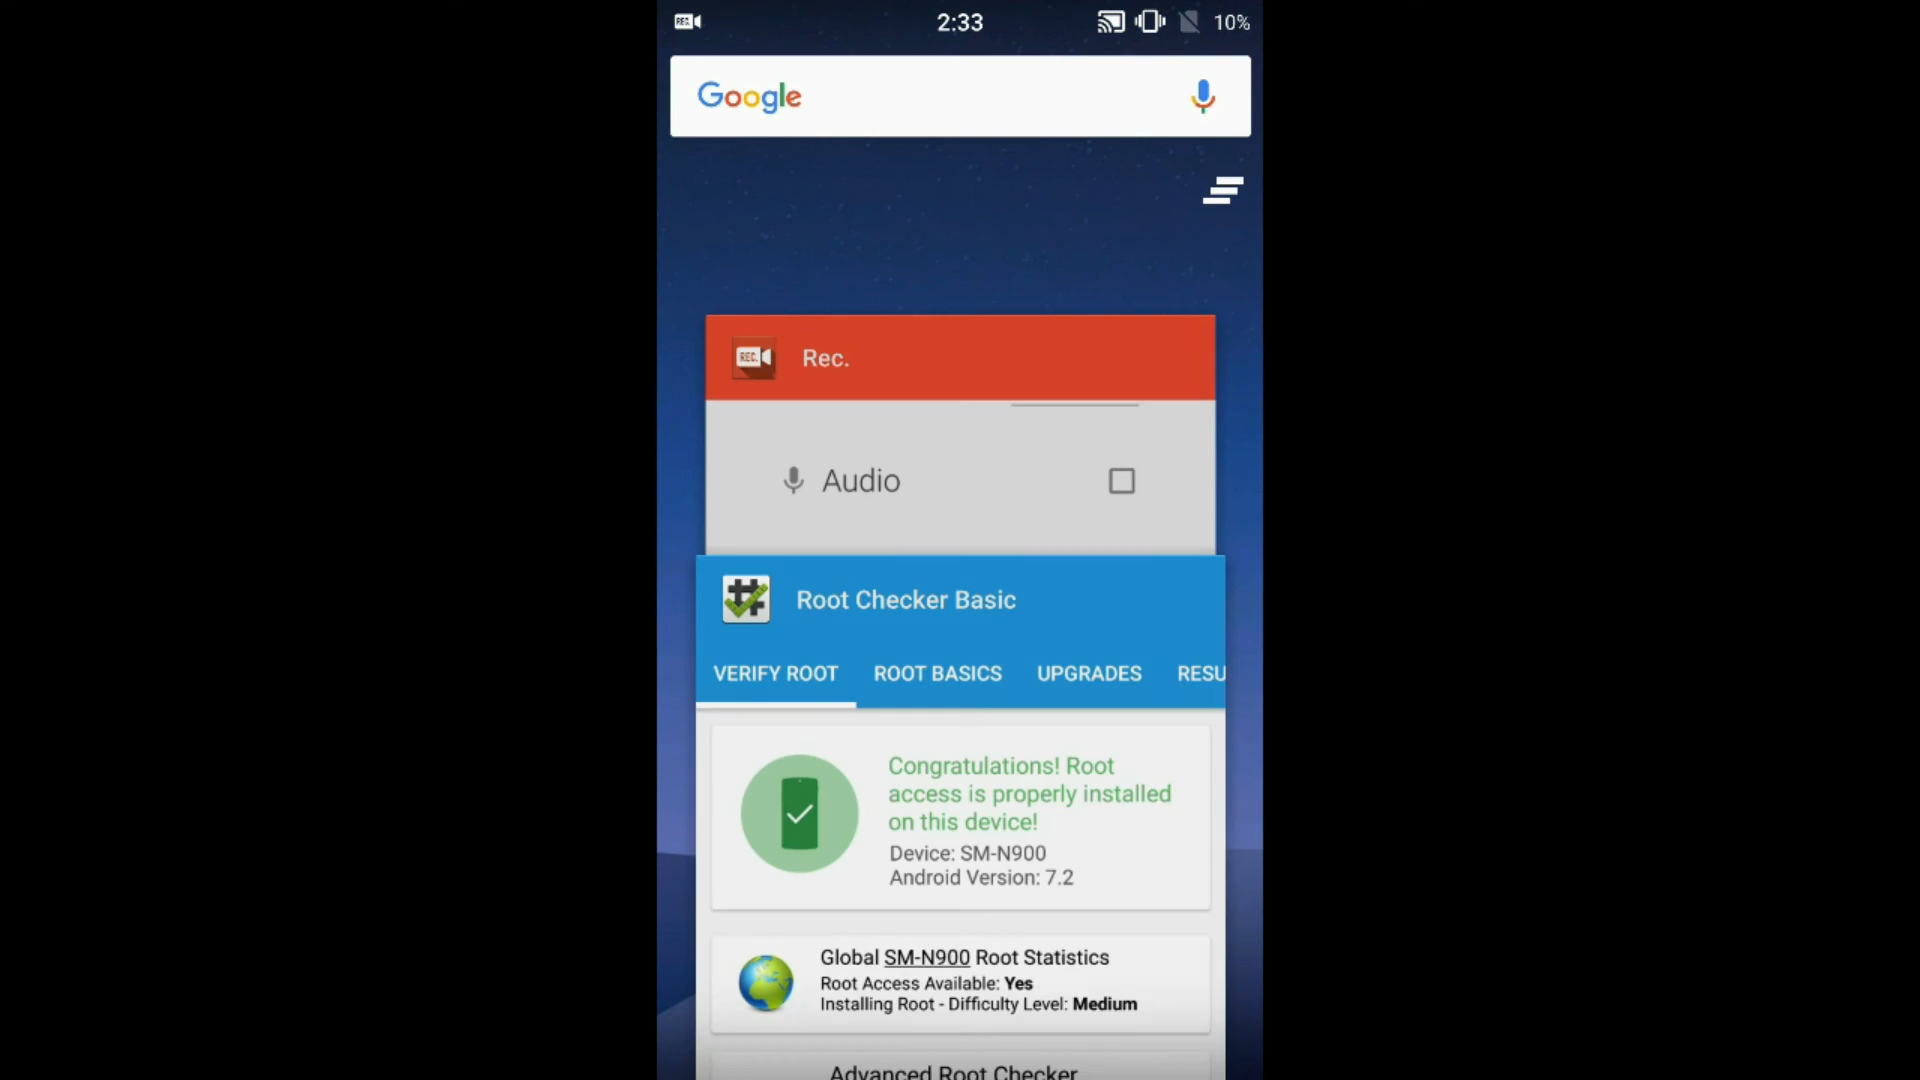 REC.
2:33
10%
Google
REC.
Rec.
Audio
Root Checker Basic
VERIFY ROOT
ROOT BASICS
UPGRADES
RESU
Congratulations! Root
access is properly installed
on this device!
Device: SM-N900
Android Version: 7.2
Global SM-N900 Root Statistics
Root Access Available: Yes
Installing Root - Difficulty Level: Medium
Advanced Root Checker